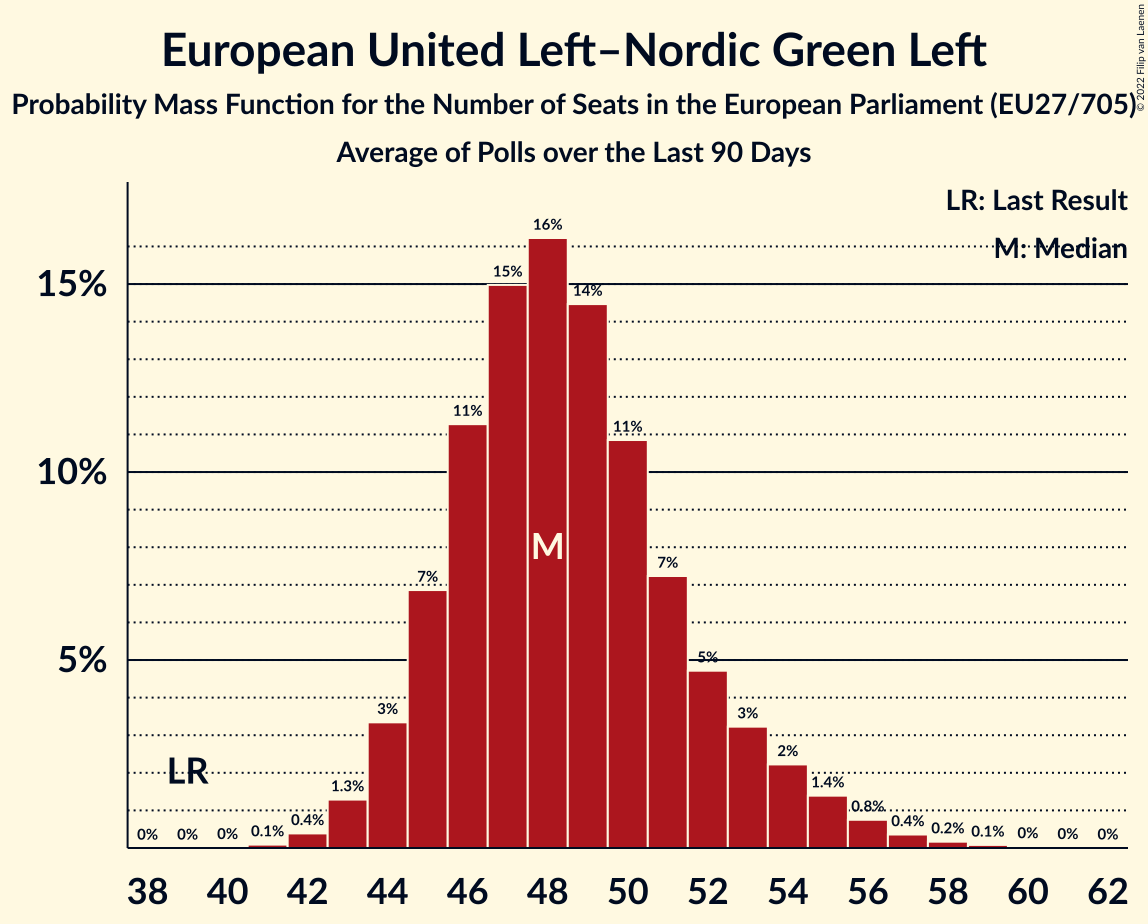 European United Left–Nordic Green Left
Probability Mass Function for the Number of Seats in the European Parliament (EU27/705)
Average of Polls over the Last 90 Days
© 2022 Filip van Laenen
LR: Last Result
M: Median
15%
10%
5%
0% 0% 0% 0.1% 0.4% 1.3% 3% 7% 11% 15% 16% 14% 11% 7% 5% 3% 2% 1.4% 0.8% 0.4% 0.2% 0.1% 0% 0% 0%
M
LR
38 40 42 44 46 48 50 52 54 56 58 60 62